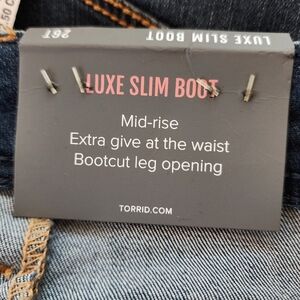 LUXE SLIM BOOT
26T
LUXE SLIM BOOT
Mid-rise
Extra give at the waist
Bootcut leg opening
TORRID.COM